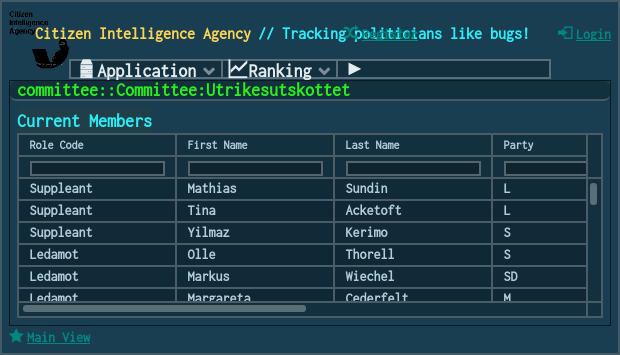 Citizen
Intelligence
Agency
Citizen Intelligence Agency // Tracking politicians like bugs!
Register
Login
Application
Ranking
committee::Committee:Utrikesutskottet
Current Members
Role Code First Name Last Name Party
Suppleant Mathias Sundin L
Suppleant Tina Acketoft L
Suppleant Yilmaz Kerimo S
Ledamot Olle Thorell S
Ledamot Markus Wiechel SD
Ledamot Margareta Cederfelt M
Main View